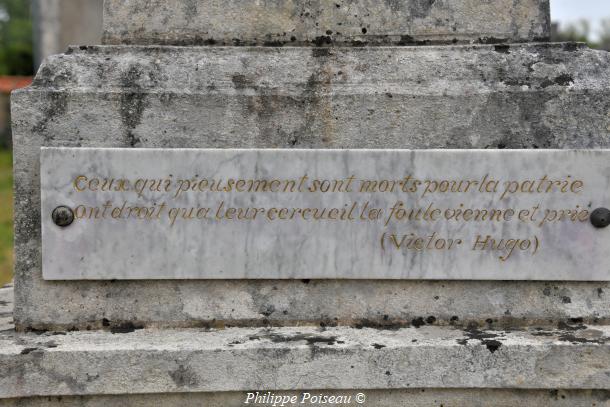 Ceux qui pieusement sont morts pour la patrie
ont droit qu'a leur cercueil la foule vienne et prie
(Victor Hugo)
Philippe Poiseau ©